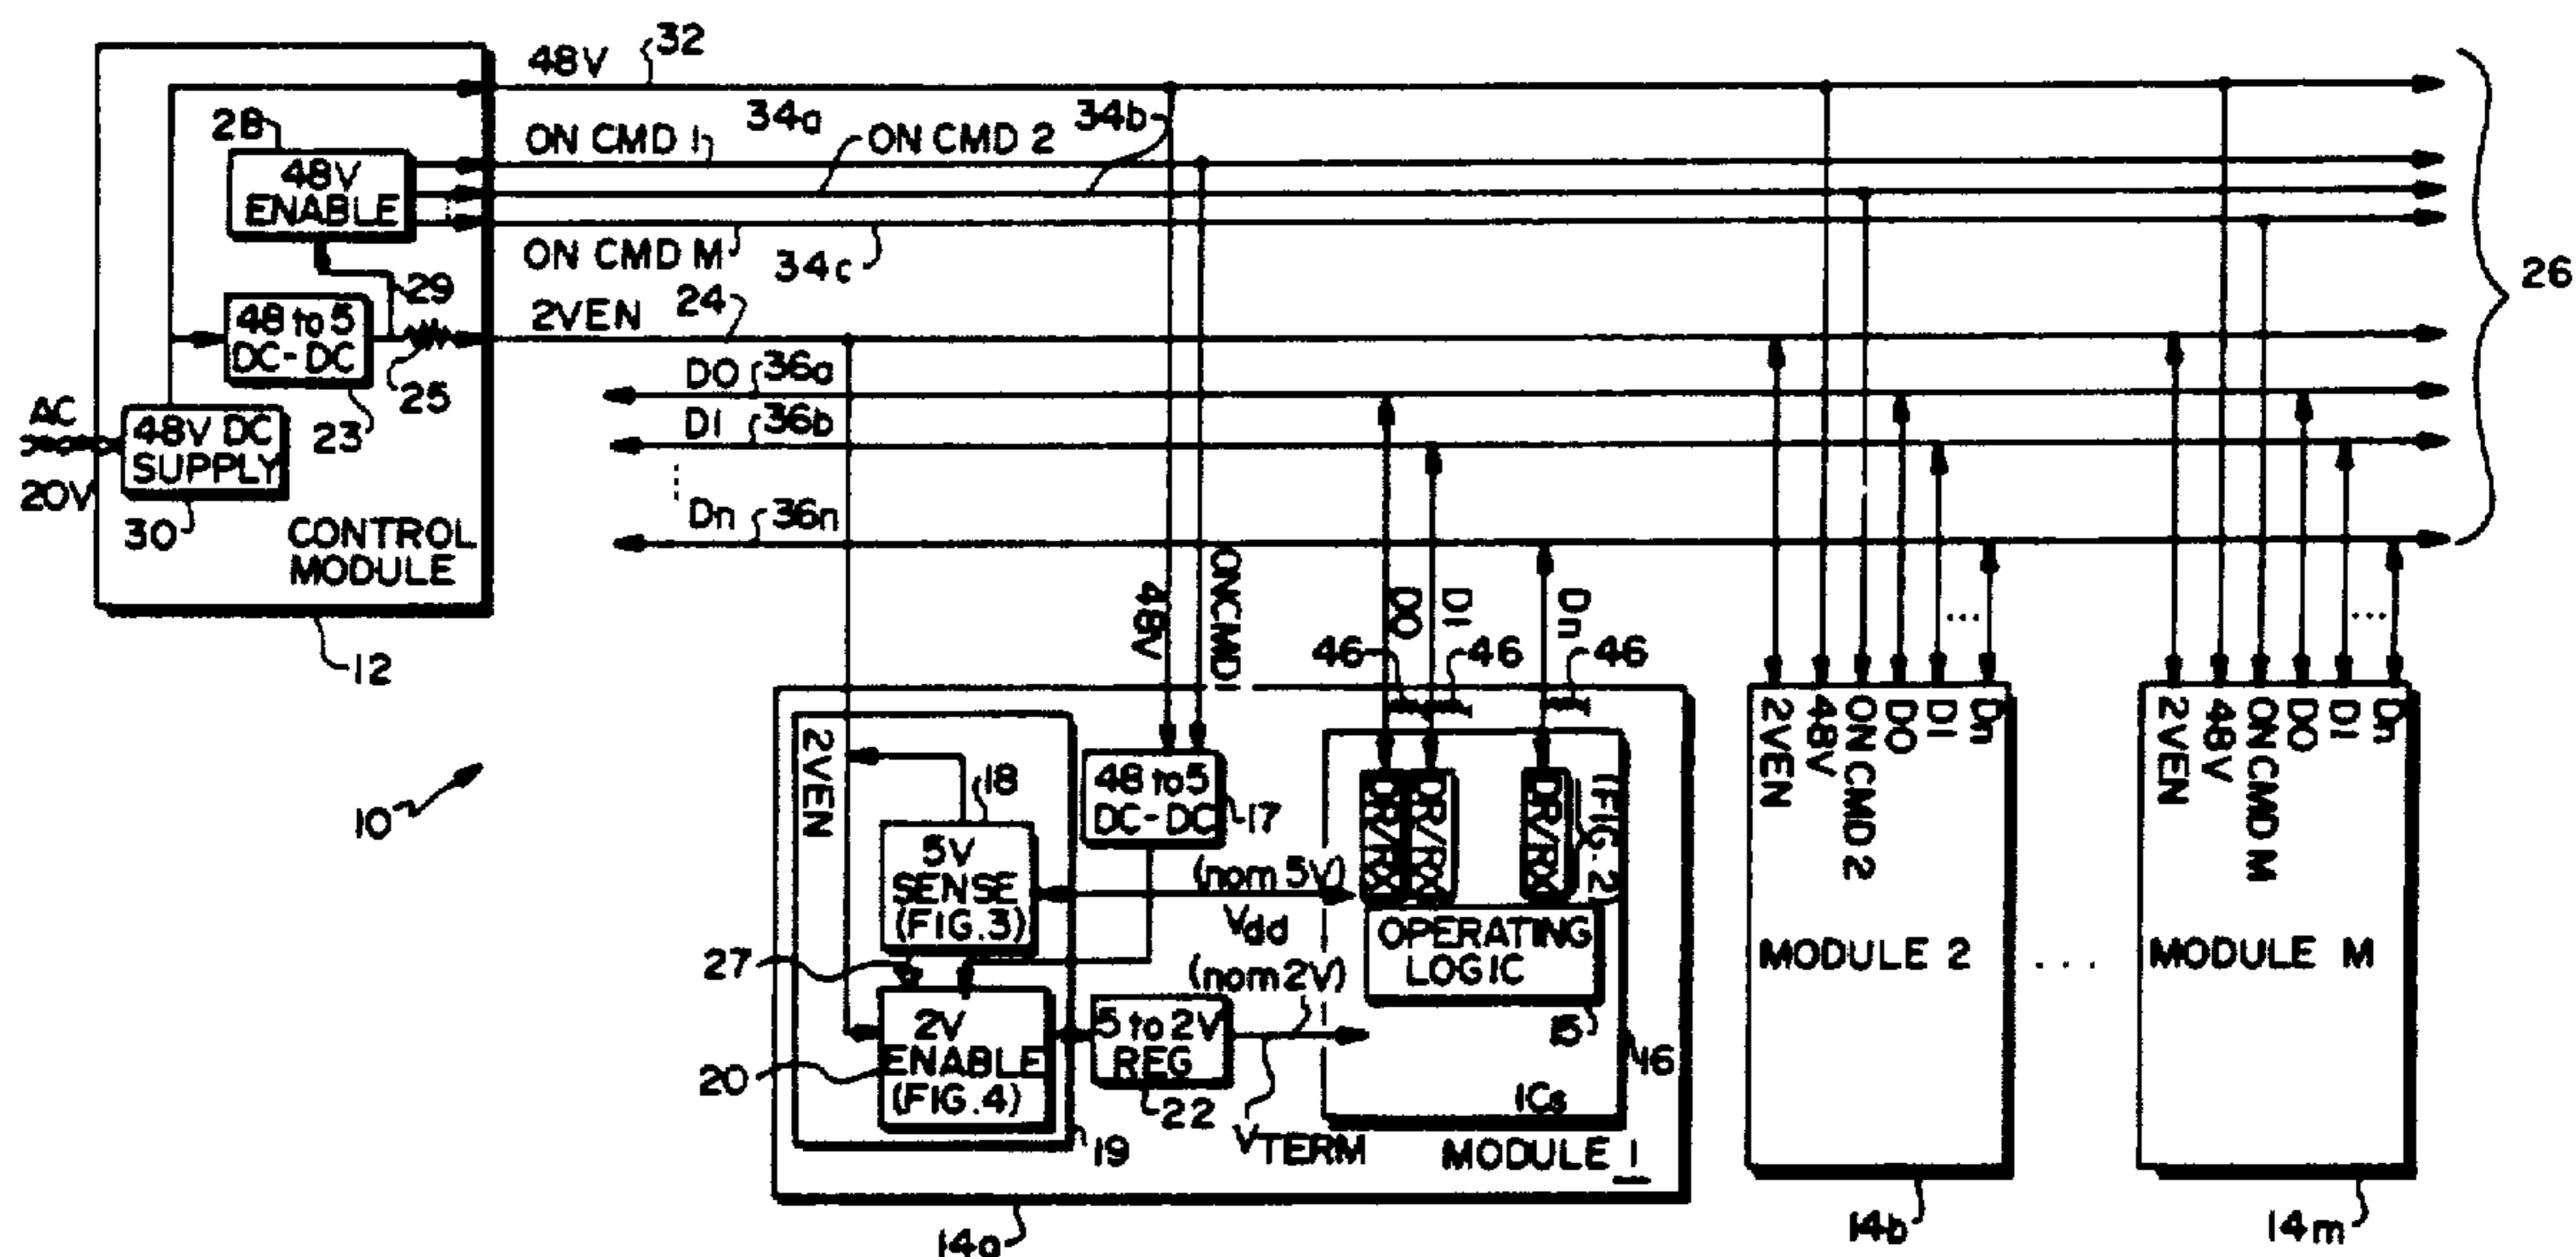 48V
32
28
ON CMD 1
34a
ON CMD 2
34b
48V
ENABLE
ON CMD M
34c
29
2VEN
24
26
48 to 5
DC-DC
25
23
D0
36a
D1
36b
Dn
36n
AC
20V
48V DC
SUPPLY
30
CONTROL
MODULE
12
10
48V
ONCMD1
D0
D1
Dn
46
46
46
2VEN
18
5V
SENSE
(FIG.3)
48 to 5
DC-DC
17
(nom 5V)
Vdd
DR/RX
DR/RX
DR/RX
(FIG.2)
OPERATING
LOGIC
15
27
2V
ENABLE
(FIG.4)
20
5 to 2V
REG
22
(nom 2V)
VTERM
19
ICs
46
MODULE 1
14a
2VEN
48V
ON CMD 2
D0
D1
Dn
MODULE 2
14b
. . .
2VEN
48V
ON CMD M
D0
D1
Dn
MODULE M
14m